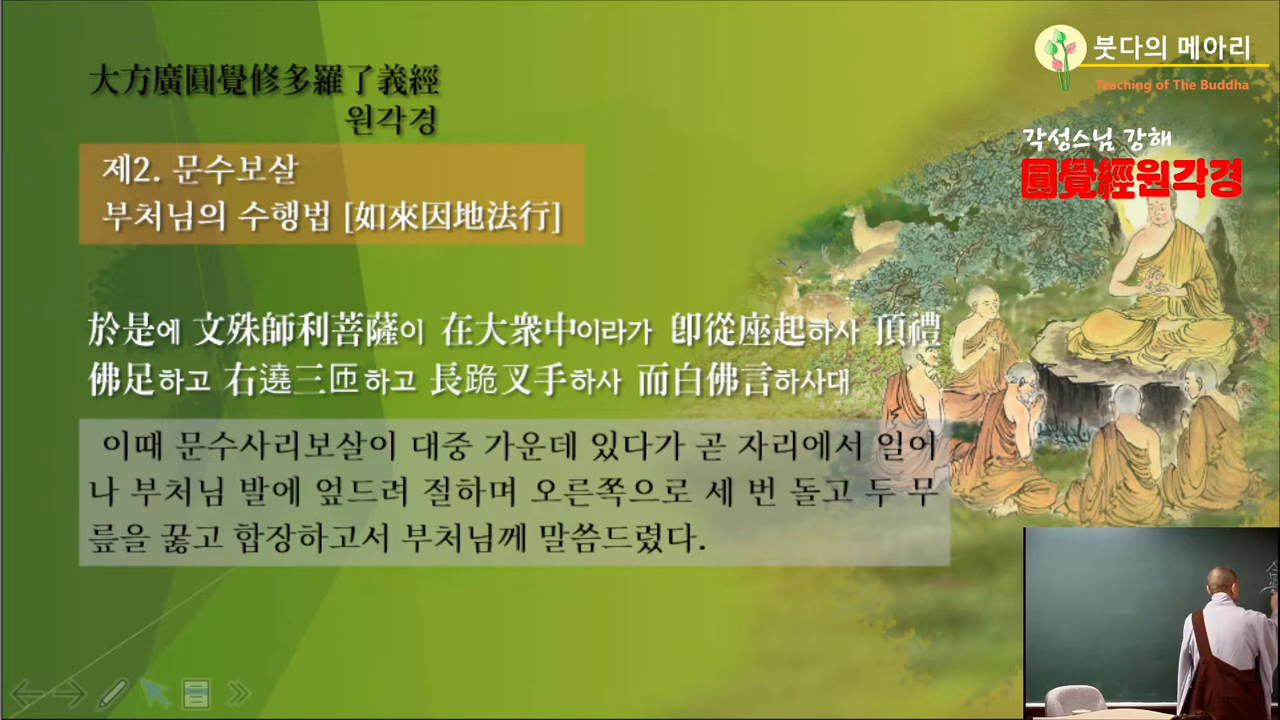 大方廣圓覺修多羅了義經
원각경
제2. 문수보살
부처님의 수행법 [如來因地法行]
於是에 文殊師利菩薩이 在大衆中이라가 卽從座起하사 頂禮
佛足하고 右遶三匝하고 長跪叉手하사 而白佛言하사대
이때 문수사리보살이 대중 가운데 있다가 곧 자리에서 일어
나 부처님 발에 엎드려 절하며 오른쪽으로 세 번 돌고 두 무
릎을 꿇고 합장하고서 부처님께 말씀드렸다.
붓다의 메아리
Teaching of The Buddha
각성스님 강해
圓覺經원각경